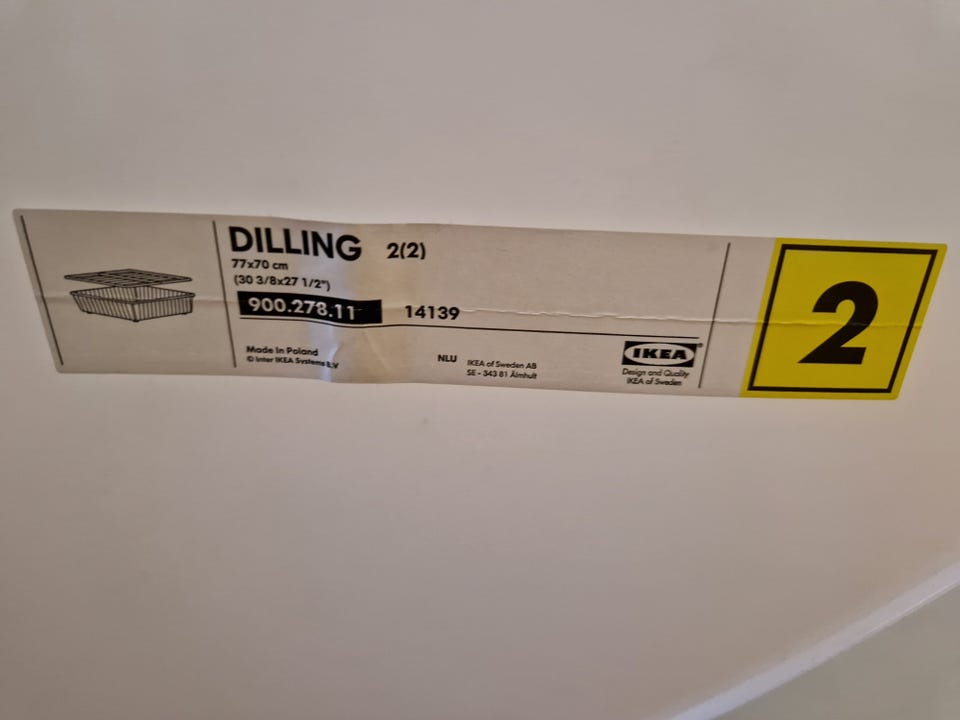 DILLING 2(2)
77x70 cm
(30 3/8x27 1/2")
900.278.11 14139
Made in Poland
© Inter IKEA Systems B.V
NLU
IKEA of Sweden AB
SE - 343 81 Älmhult
IKEA®
Design and Quality
IKEA of Sweden
2